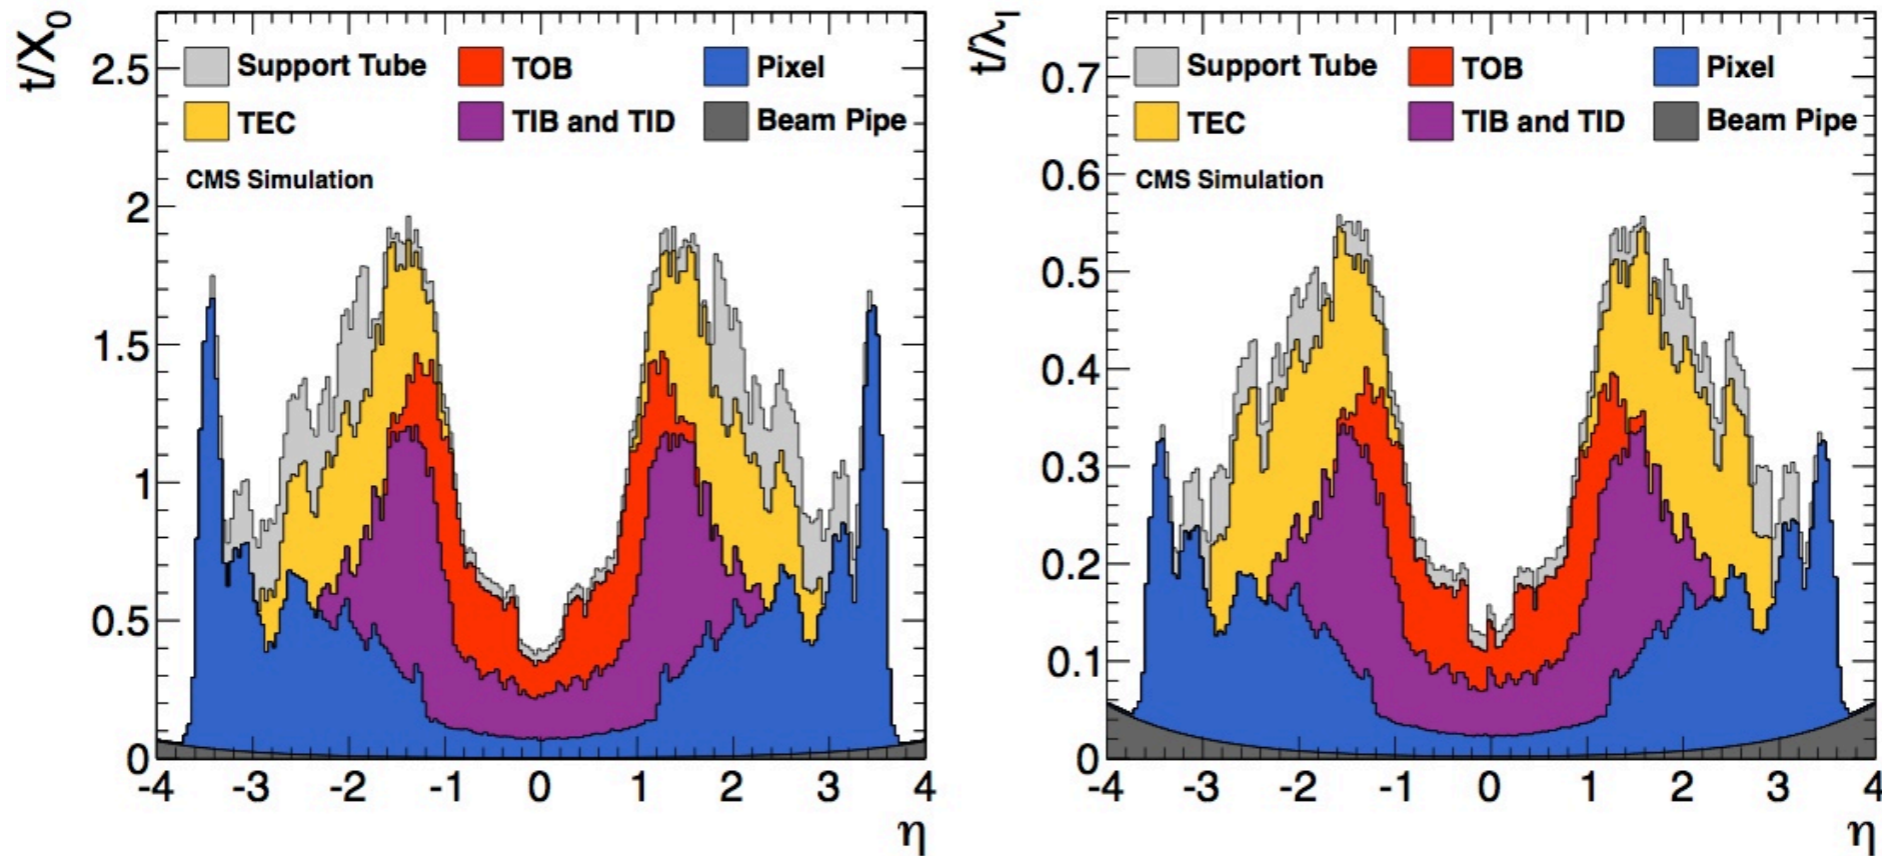 t/X0
2.5
2
1.5
1
0.5
0
Support Tube TOB Pixel
TEC TIB and TID Beam Pipe
CMS Simulation
-4 -3 -2 -1 0 1 2 3 4
η
t/λI
0.7
0.6
0.5
0.4
0.3
0.2
0.1
0
Support Tube TOB Pixel
TEC TIB and TID Beam Pipe
CMS Simulation
-4 -3 -2 -1 0 1 2 3 4
η